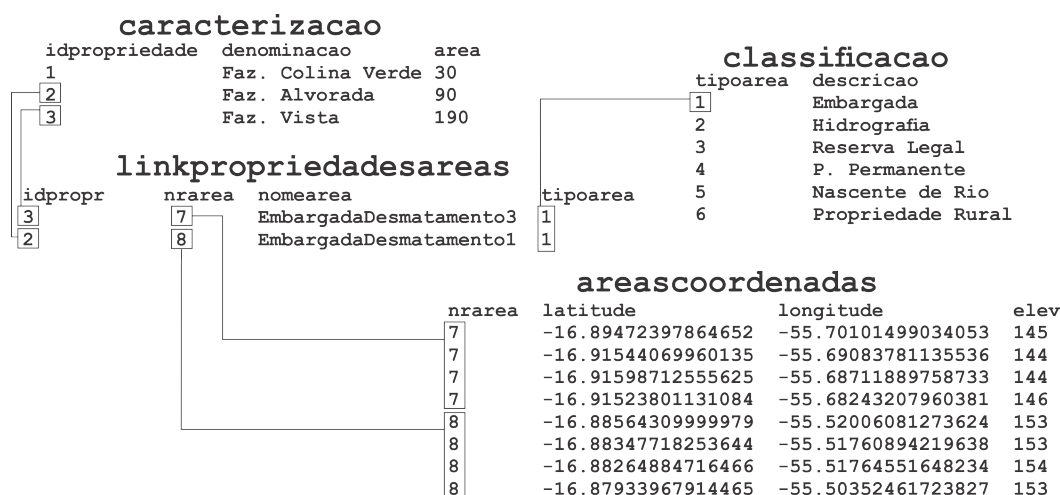 caracterizacao
idpropriedade denominacao area
1 Faz. Colina Verde 30
2 Faz. Alvorada 90
3 Faz. Vista 190
classificacao
tipoarea descricao
1 Embargada
2 Hidrografia
3 Reserva Legal
4 P. Permanente
5 Nascente de Rio
6 Propriedade Rural
linkpropriedadesareas
idpropr nrarea nomearea tipoarea
3 7 EmbargadaDesmatamento3 1
2 8 EmbargadaDesmatamento1 1
areascoordenadas
nrarea latitude longitude elev
7 -16.89472397864652 -55.70101499034053 145
7 -16.91544069960135 -55.69083781135536 144
7 -16.91598712555625 -55.68711889758733 144
7 -16.91523801131084 -55.68243207960381 146
8 -16.88564309999979 -55.52006081273624 153
8 -16.88347718253644 -55.51760894219638 153
8 -16.88264884716466 -55.51764551648234 154
8 -16.87933967914465 -55.50352461723827 153